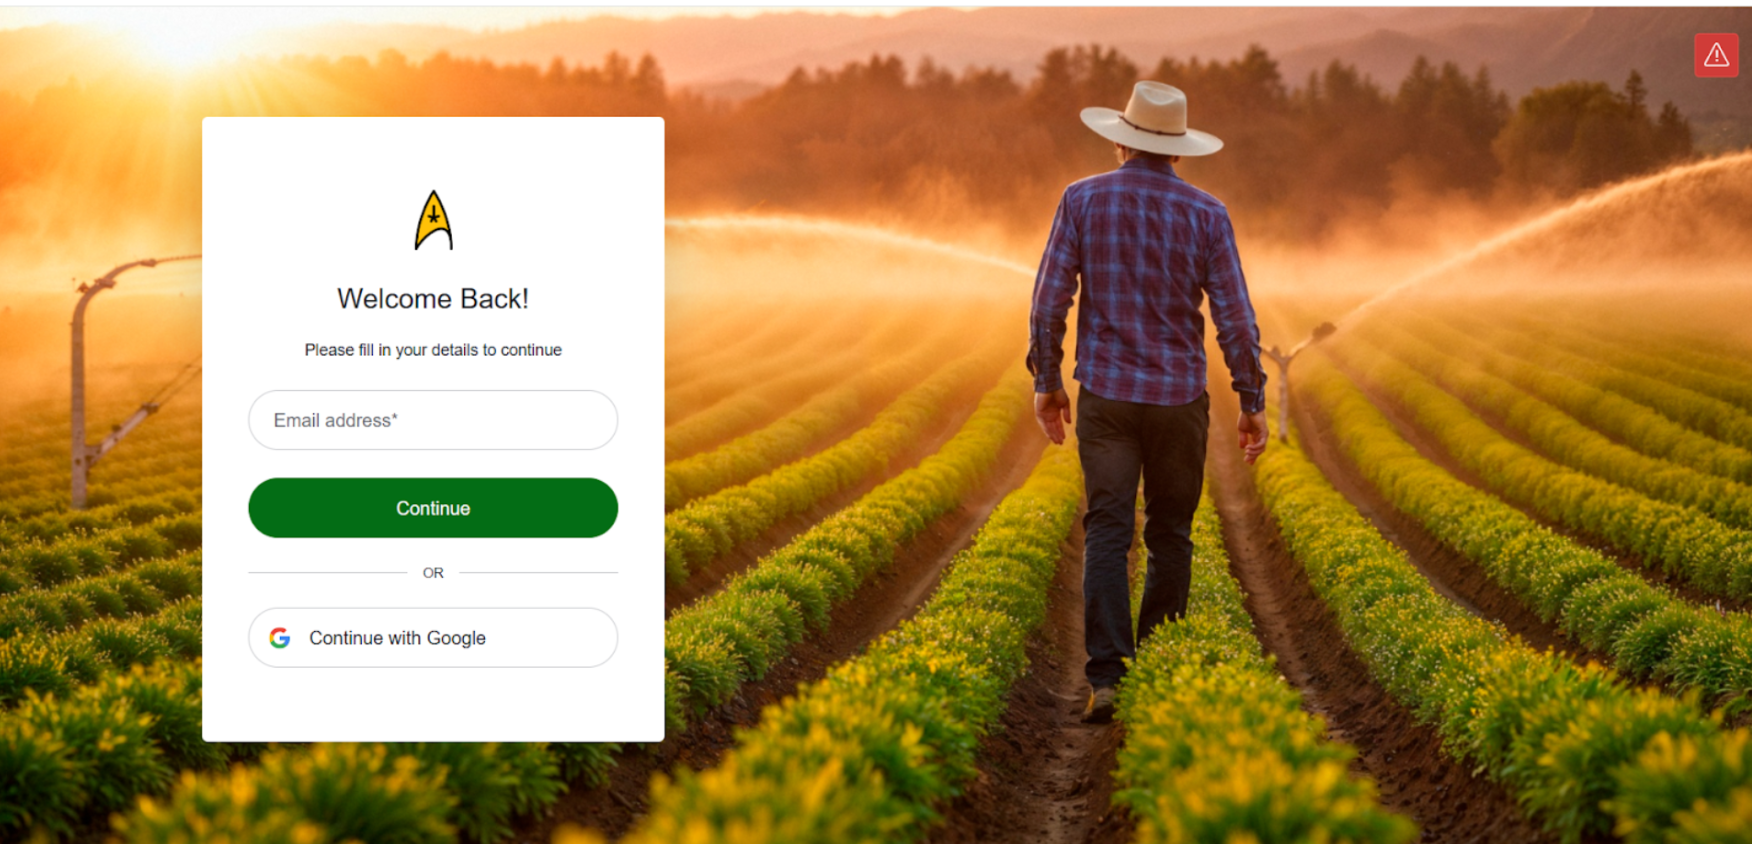 Welcome Back!
Please fill in your details to continue
Email address*
Continue
OR
Continue with Google